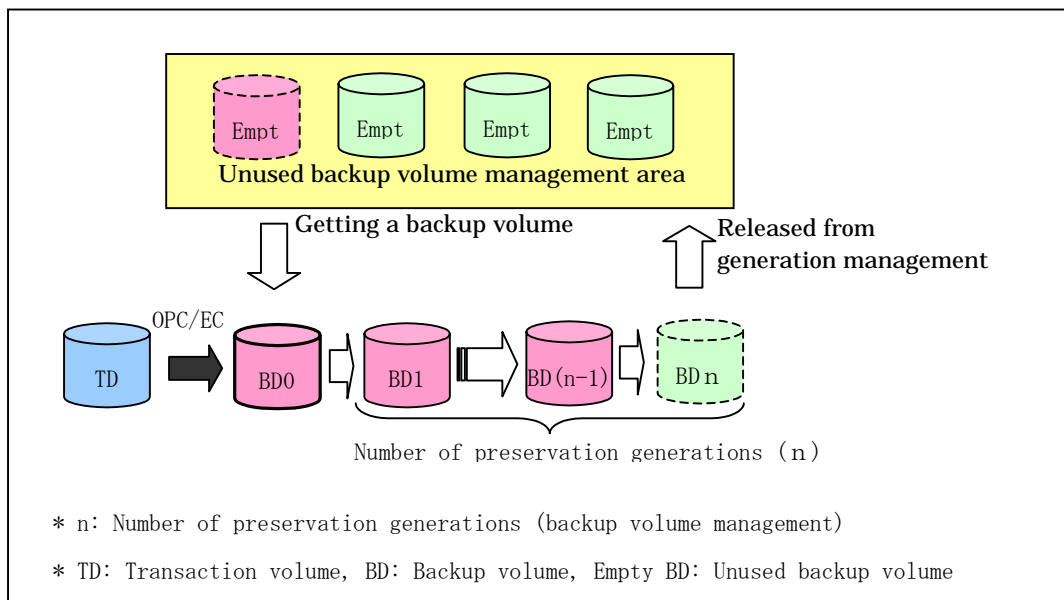 Empt Empt Empt Empt
Unused backup volume management area
Getting a backup volume
Released from
generation management
OPC/EC
TD BD0 BD1 BD(n-1) BDn
Number of preservation generations (n)
* n: Number of preservation generations (backup volume management)
* TD: Transaction volume, BD: Backup volume, Empty BD: Unused backup volume